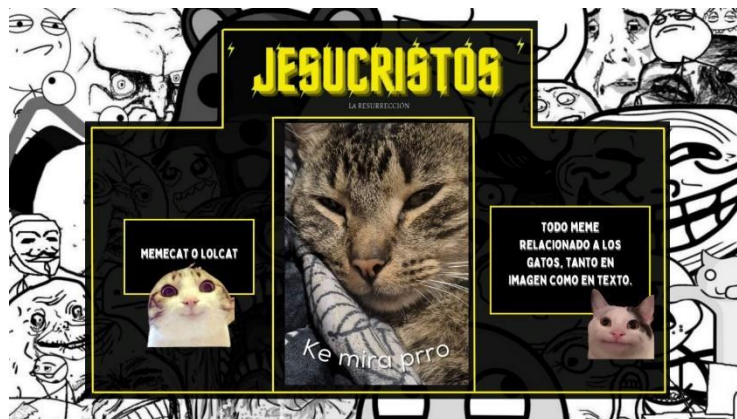 JESUCRISTOS
LA RESURRECCIÓN
MEMECAT O LOLCAT
Ke mira prro
TODO MEME
RELACIONADO A LOS
GATOS, TANTO EN
IMAGEN COMO EN TEXTO.